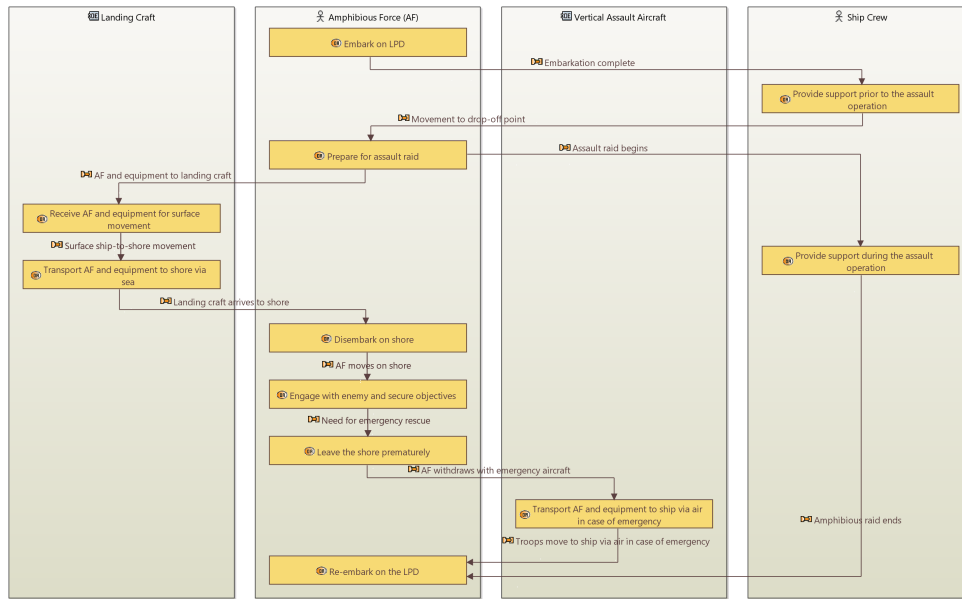 Landing Craft
Amphibious Force (AF)
Vertical Assault Aircraft
Ship Crew
Embark on LPD
Embarkation complete
Provide support prior to the assault
operation
Movement to drop-off point
Prepare for assault raid
Assault raid begins
AF and equipment to landing craft
Receive AF and equipment for surface
movement
Surface ship-to-shore movement
Provide support during the assault
operation
Transport AF and equipment to shore via
sea
Landing craft arrives to shore
Disembark on shore
AF moves on shore
Engage with enemy and secure objectives
Need for emergency rescue
Leave the shore prematurely
AF withdraws with emergency aircraft
Transport AF and equipment to ship via air
in case of emergency
Amphibious raid ends
Troops move to ship via air in case of emergency
Re-embark on the LPD